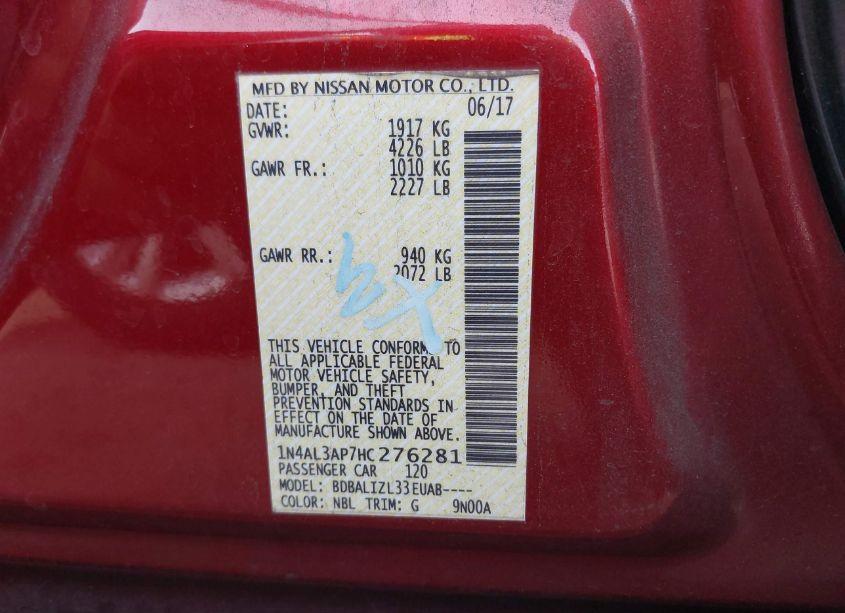 MFD BY NISSAN MOTOR CO., LTD.
DATE: 06/17
GVWR: 1917 KG
4226 LB
GAWR FR.: 1010 KG
2227 LB
GAWR RR.: 940 KG
2072 LB
THIS VEHICLE CONFORMS TO
ALL APPLICABLE FEDERAL
MOTOR VEHICLE SAFETY,
BUMPER, AND THEFT
PREVENTION STANDARDS IN
EFFECT ON THE DATE OF
MANUFACTURE SHOWN ABOVE.
1N4AL3AP7HC276281
PASSENGER CAR 120
MODEL: BDBALIZL33EUAB----
COLOR: NBL TRIM: G 9N00A